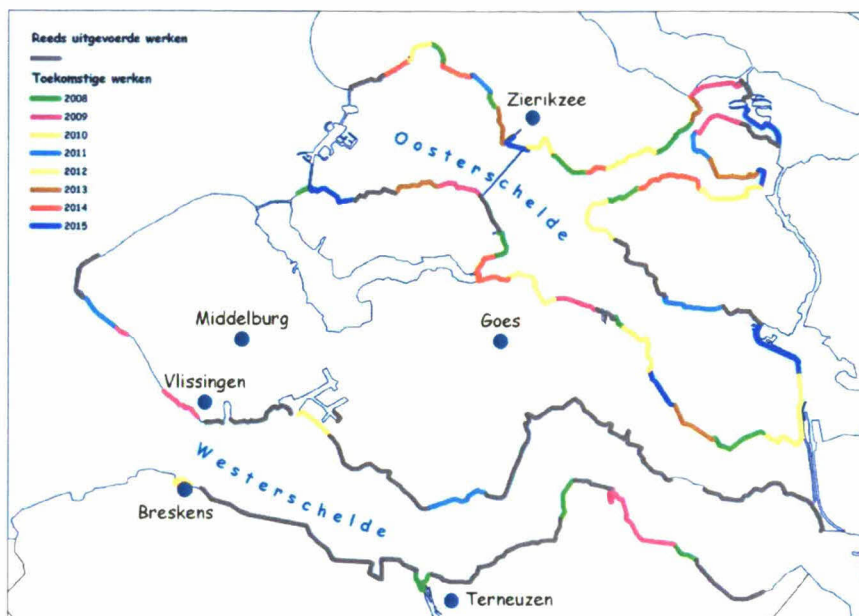 Reeds uitgevoerde werken
Toekomstige werken
2008
2009
2010
2011
2012
2013
2014
2015
Zierikzee
Oosterschelde
Middelburg
Goes
Vlissingen
Westerschelde
Breskens
Terneuzen